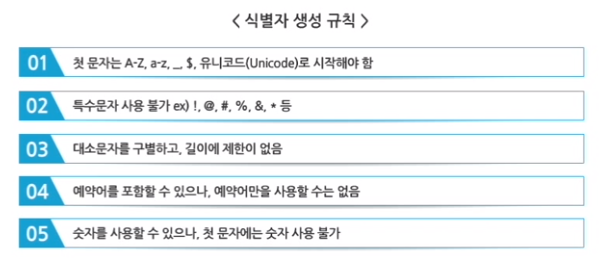 < 식별자 생성 규칙 >
01 첫 문자는 A-Z, a-z, _, $, 유니코드(Unicode)로 시작해야 함
02 특수문자 사용 불가 ex) !, @, #, %, &, * 등
03 대소문자를 구별하고, 길이에 제한이 없음
04 예약어를 포함할 수 있으나, 예약어만을 사용할 수는 없음
05 숫자를 사용할 수 있으나, 첫 문자에는 숫자 사용 불가